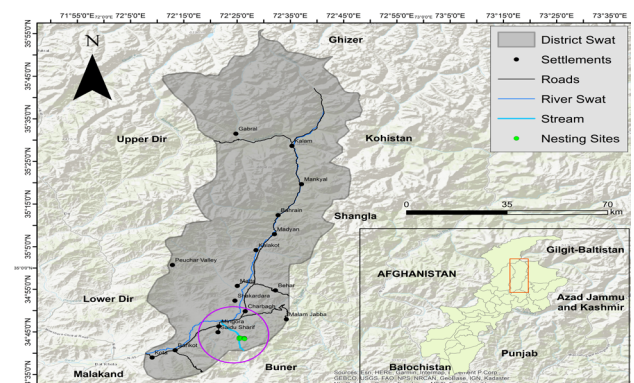 71°55'0"E 72°5'0"E 72°15'0"E 72°25'0"E 72°35'0"E 72°45'0"E 72°55'0"E 73°5'0"E 73°15'0"E 73°25'0"E 73°35'0"E
N
Ghizer
Upper Dir
Kohistan
Shangla
Lower Dir
Malakand
Buner
District Swat
Settlements
Roads
River Swat
Stream
Nesting Sites
Gabral
Kalam
Mankyal
Bahrain
Madyan
Peuchar Valley
Behar
Shakardara
Charbagh
Malam Jabba
Mingora
Saidu Sharif
Barikot
Kota
0 35 70
km
Gilgit-Baltistan
AFGHANISTAN
Azad Jammu
and Kashmir
Punjab
Balochistan
35°55'0"N
35°45'0"N
35°35'0"N
35°25'0"N
35°15'0"N
35°5'0"N
34°55'0"N
34°45'0"N